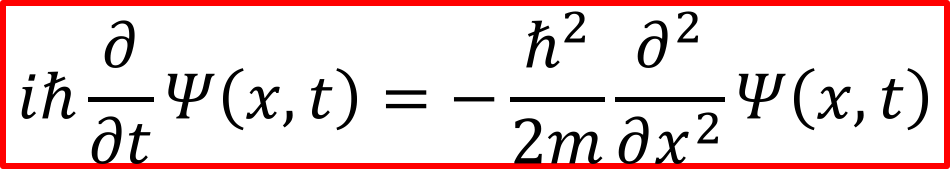 iℏ ∂/∂t Ψ(x, t) = − ℏ²/2m ∂²/∂x² Ψ(x, t)